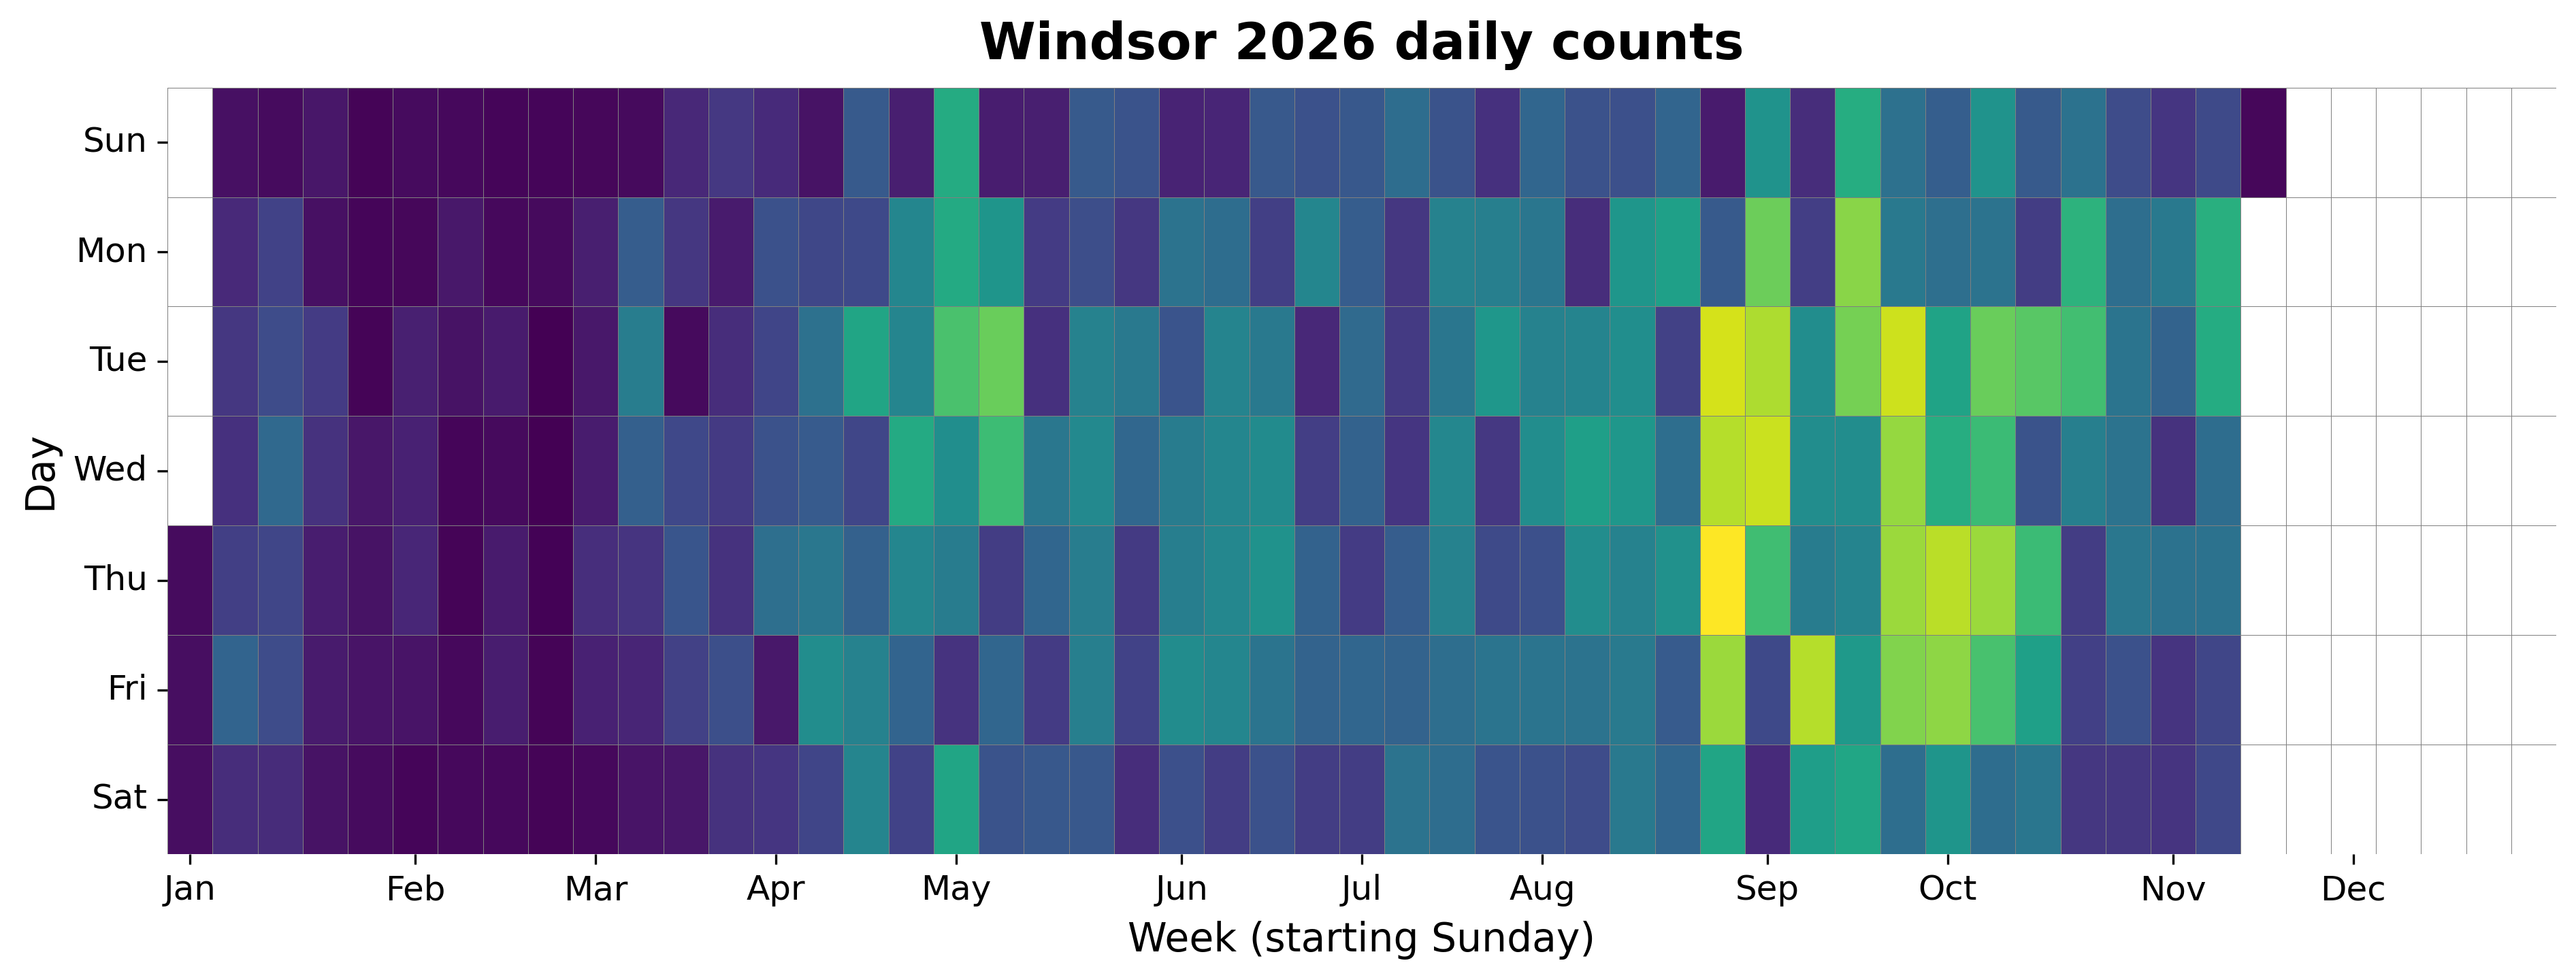 Windsor 2026 daily counts
Day
Sun
Mon
Tue
Wed
Thu
Fri
Sat
Jan Feb Mar Apr May Jun Jul Aug Sep Oct Nov Dec
Week (starting Sunday)